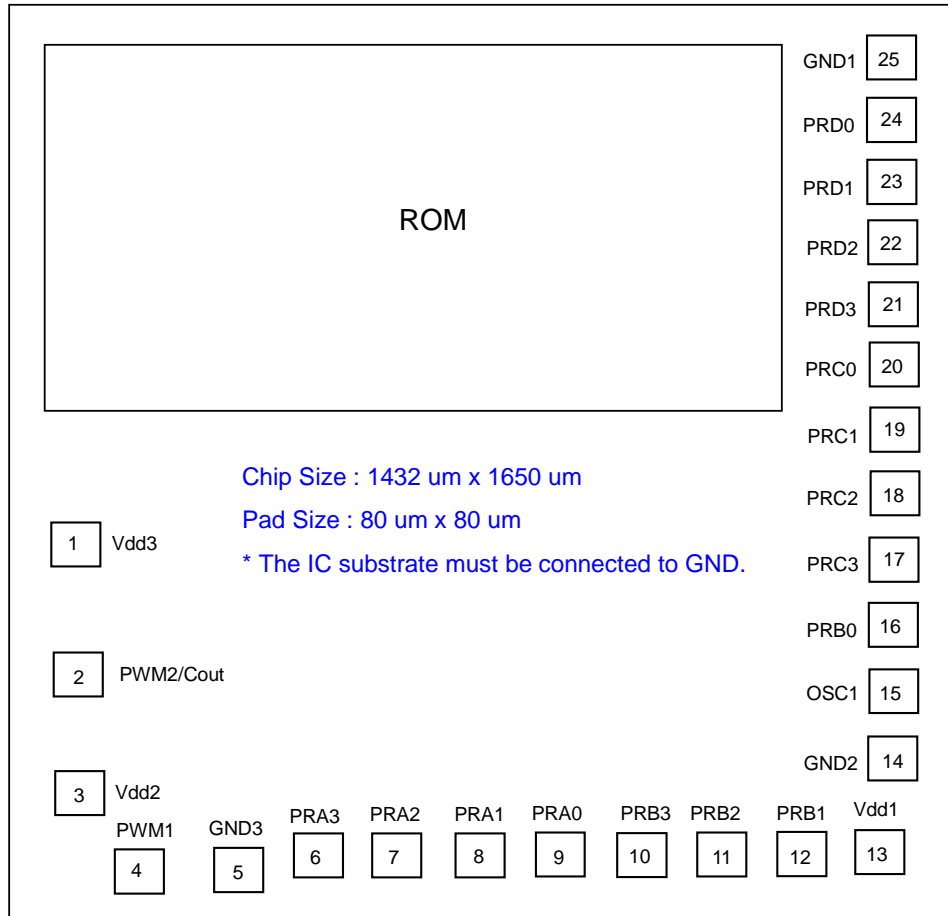 GND1 25
PRD0 24
PRD1 23
ROM
PRD2 22
PRD3 21
PRC0 20
PRC1 19
Chip Size : 1432 um x 1650 um
PRC2 18
Pad Size : 80 um x 80 um
1 Vdd3
* The IC substrate must be connected to GND.
PRC3 17
PRB0 16
2 PWM2/Cout
OSC1 15
GND2 14
3 Vdd2
PWM1 GND3 PRA3 PRA2 PRA1 PRA0 PRB3 PRB2 PRB1 Vdd1
4 5 6 7 8 9 10 11 12 13